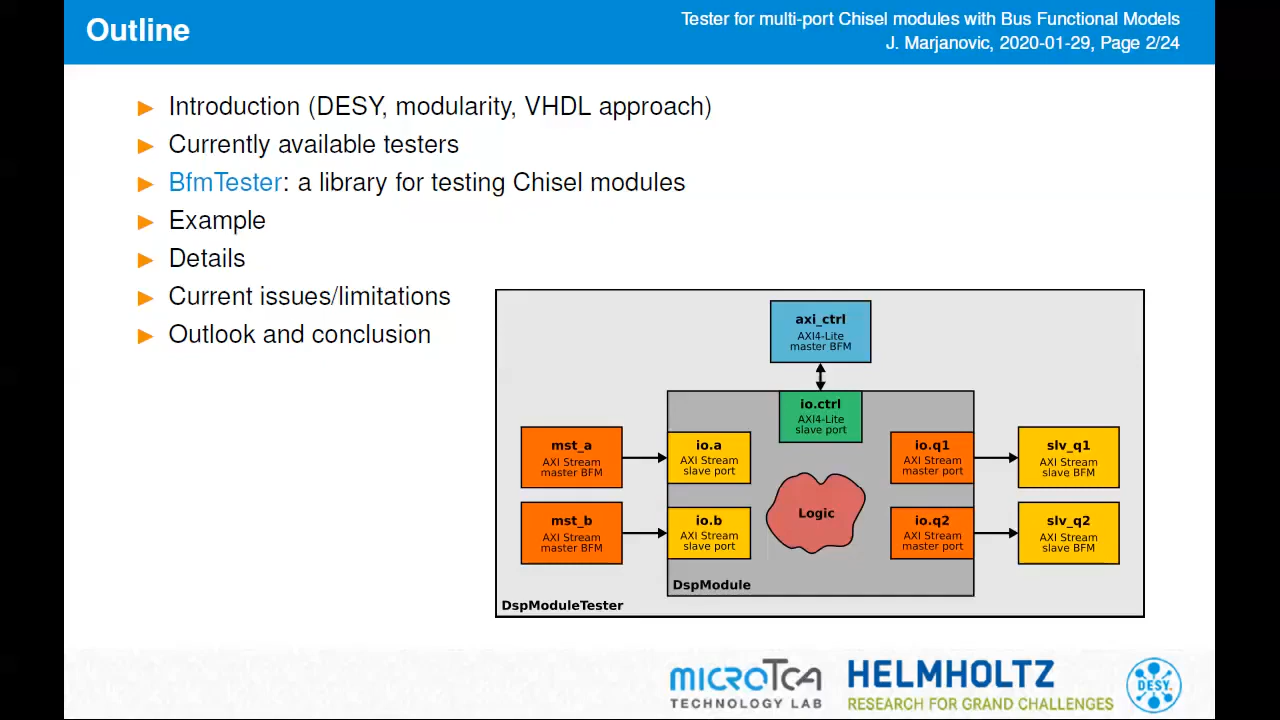 Outline
Tester for multi-port Chisel modules with Bus Functional Models
J. Marjanovic, 2020-01-29, Page 2/24
Introduction (DESY, modularity, VHDL approach)
Currently available testers
BfmTester: a library for testing Chisel modules
Example
Details
Current issues/limitations
Outlook and conclusion
axi_ctrl
AXI4-Lite
master BFM
io.ctrl
AXI4-Lite
slave port
mst_a
AXI Stream
master BFM
io.a
AXI Stream
slave port
io.q1
AXI Stream
master port
slv_q1
AXI Stream
slave BFM
Logic
mst_b
AXI Stream
master BFM
io.b
AXI Stream
slave port
io.q2
AXI Stream
master port
slv_q2
AXI Stream
slave BFM
DspModule
DspModuleTester
MicroTCA
TECHNOLOGY LAB
HELMHOLTZ
RESEARCH FOR GRAND CHALLENGES
DESY.